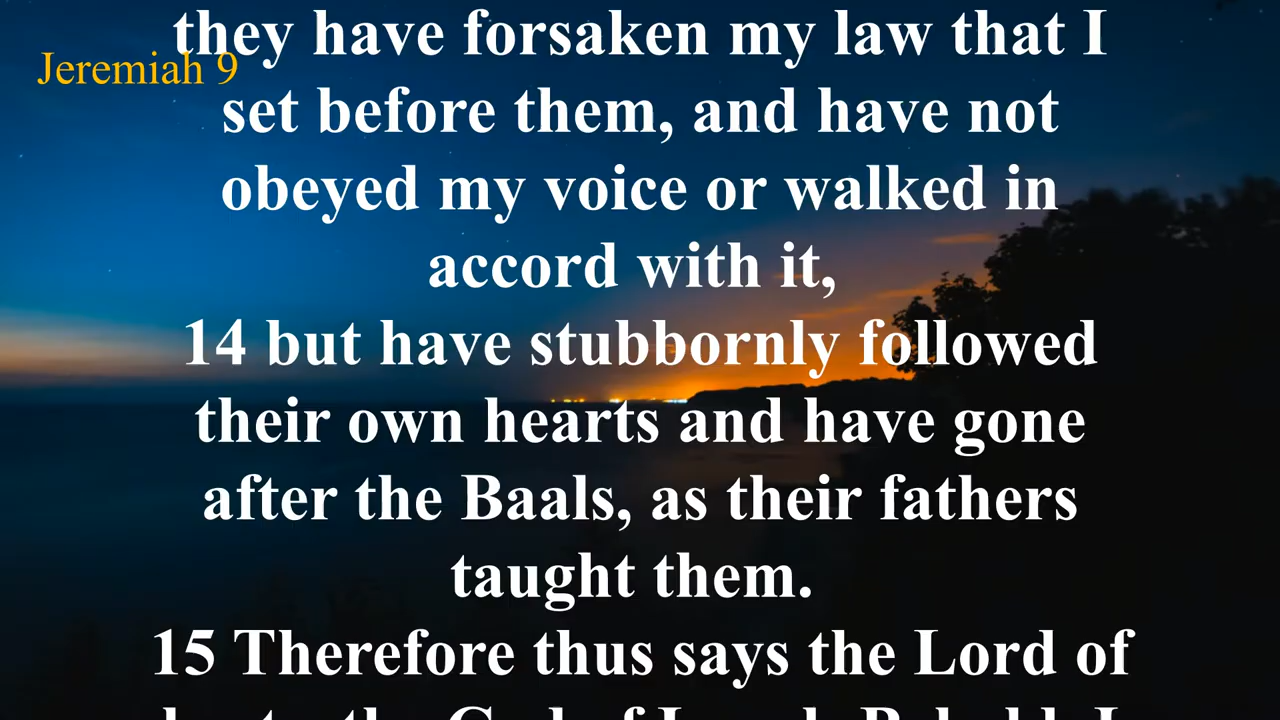 they have forsaken my law that I
Jeremiah 9
set before them, and have not
obeyed my voice or walked in
accord with it,
14 but have stubbornly followed
their own hearts and have gone
after the Baals, as their fathers
taught them.
15 Therefore thus says the Lord of